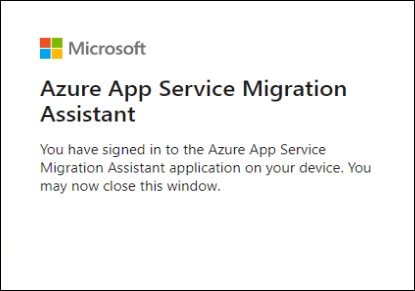 Microsoft
Azure App Service Migration
Assistant
You have signed in to the Azure App Service
Migration Assistant application on your device. You
may now close this window.